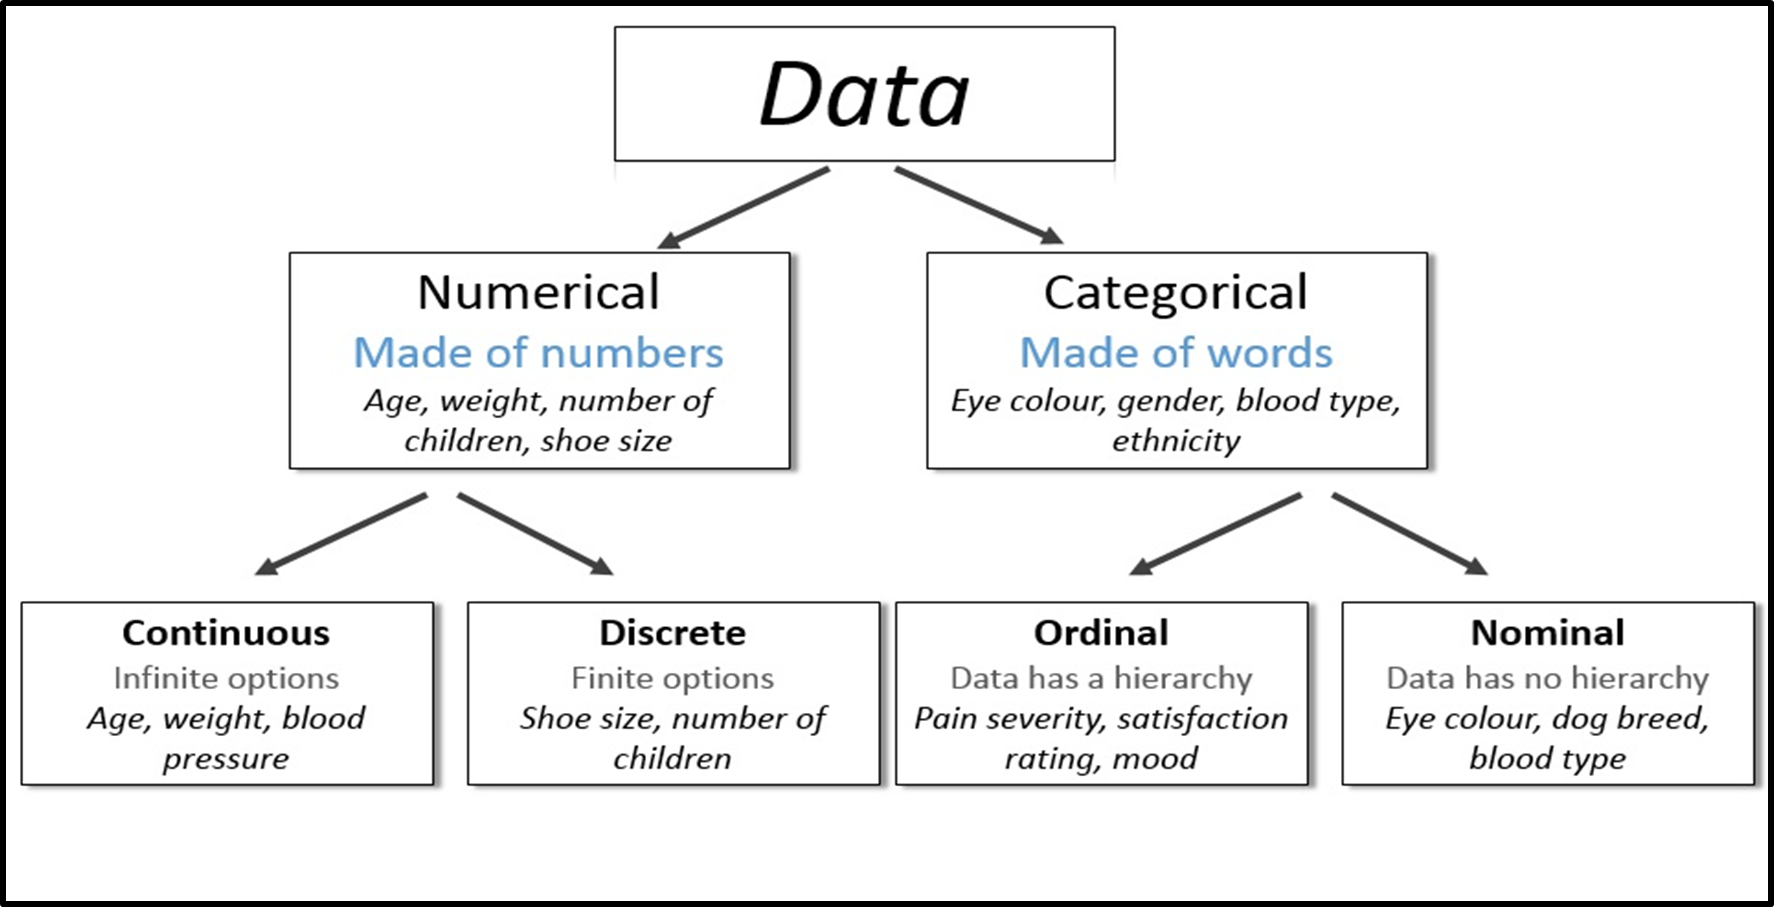 Data
Numerical
Made of numbers
Age, weight, number of
children, shoe size
Categorical
Made of words
Eye colour, gender, blood type,
ethnicity
Continuous
Infinite options
Age, weight, blood
pressure
Discrete
Finite options
Shoe size, number of
children
Ordinal
Data has a hierarchy
Pain severity, satisfaction
rating, mood
Nominal
Data has no hierarchy
Eye colour, dog breed,
blood type